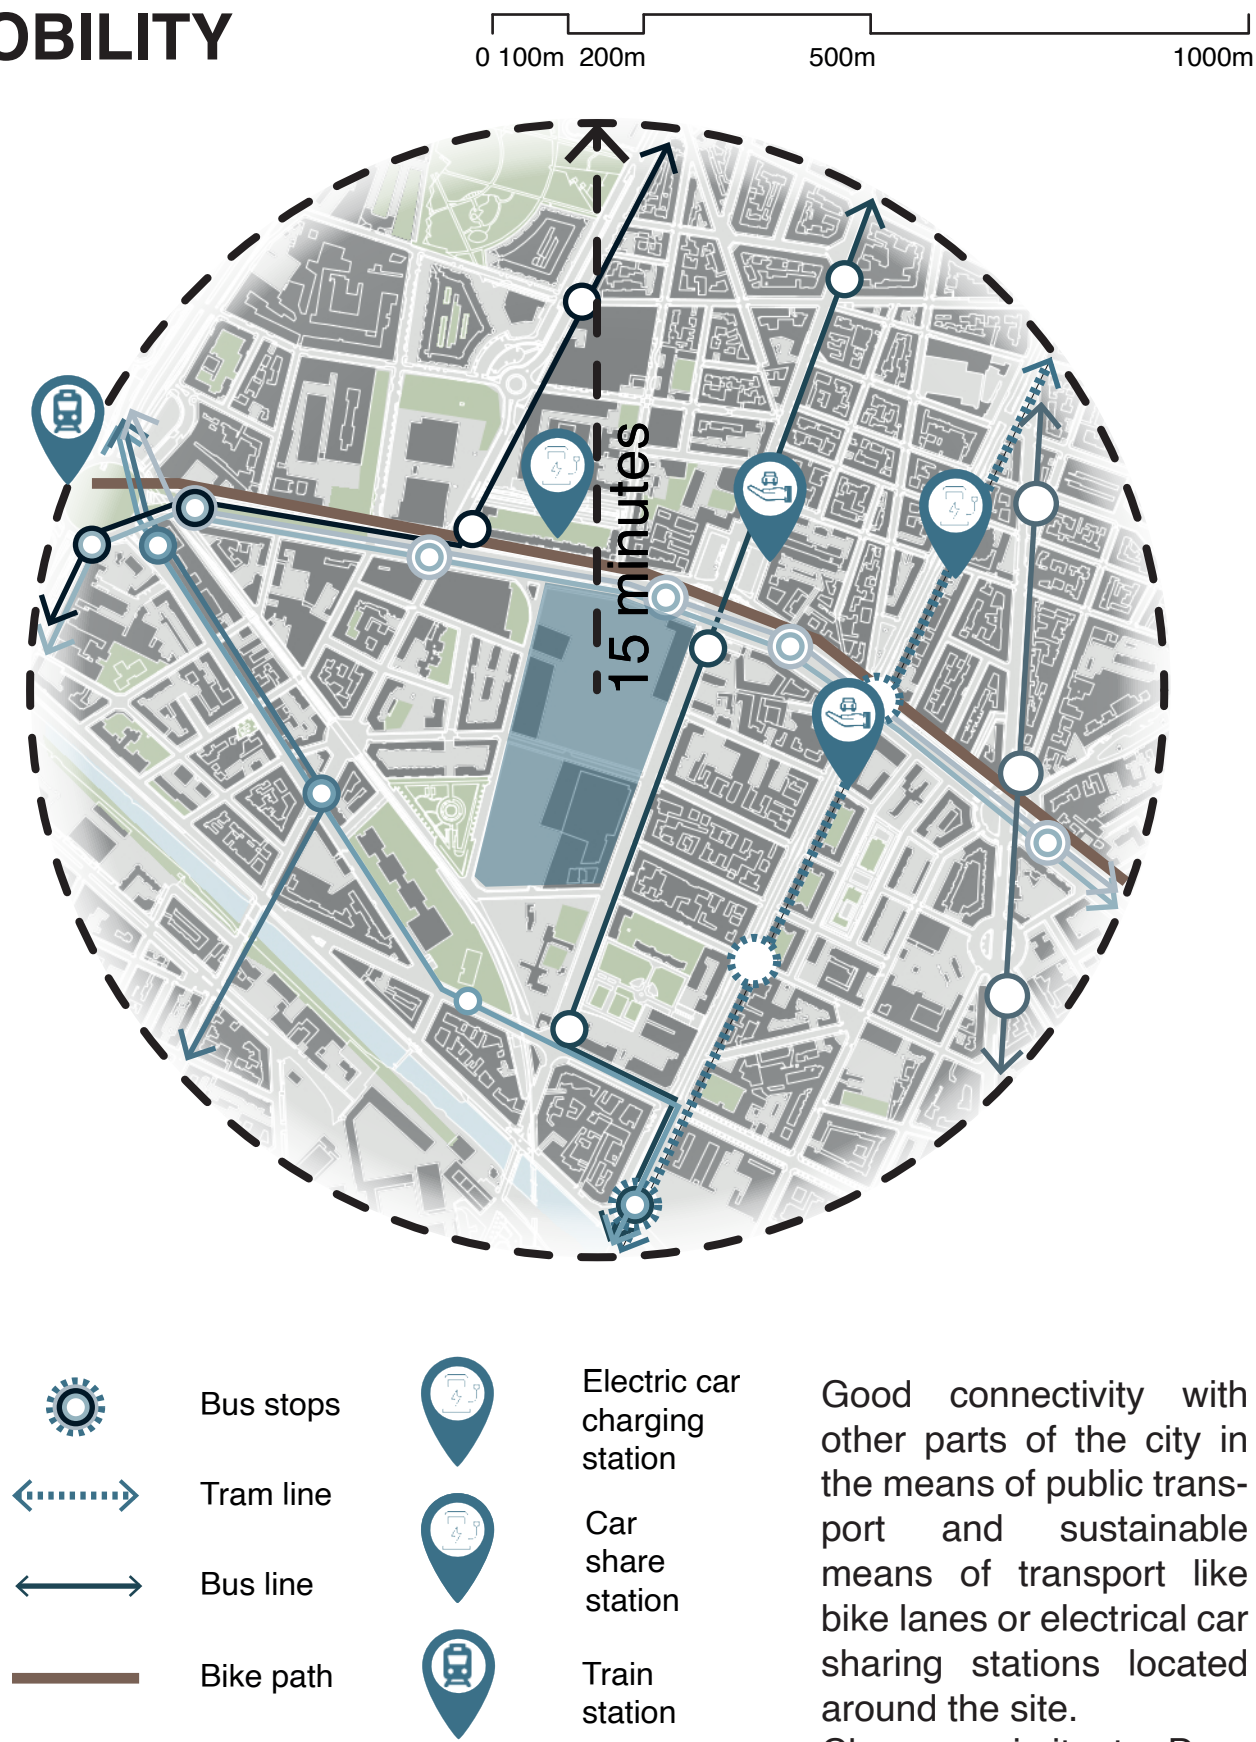 OBILITY
0 100m 200m 500m 1000m
15 minutes
Bus stops
Tram line
Bus line
Bike path
Electric car
charging
station
Car
share
station
Train
station
Good connectivity with
other parts of the city in
the means of public trans-
port and sustainable
means of transport like
bike lanes or electrical car
sharing stations located
around the site.